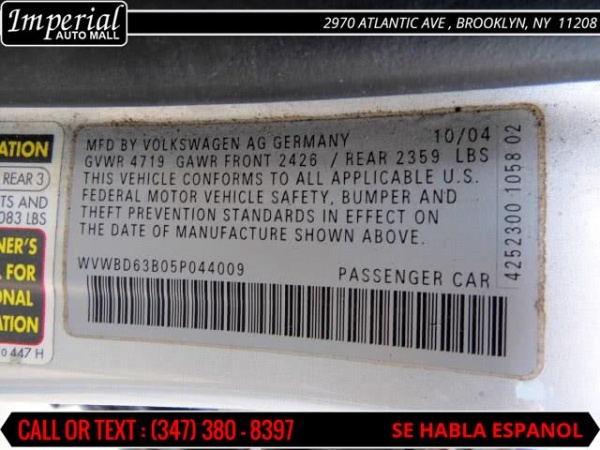 Imperial
AUTO MALL
2970 ATLANTIC AVE , BROOKLYN, NY 11208
MFD BY VOLKSWAGEN AG GERMANY 10/04
GVWR 4719 GAWR FRONT 2426 / REAR 2359 LBS
THIS VEHICLE CONFORMS TO ALL APPLICABLE U.S.
FEDERAL MOTOR VEHICLE SAFETY, BUMPER AND
THEFT PREVENTION STANDARDS IN EFFECT ON
THE DATE OF MANUFACTURE SHOWN ABOVE.
WVWBD63B05P044009 PASSENGER CAR
4252300 1058 02
ATION
REAR 3
TS AND
083 LBS
NER'S
L FOR
ONAL
ATION
0 447 H
CALL OR TEXT : (347) 380 - 8397
SE HABLA ESPANOL